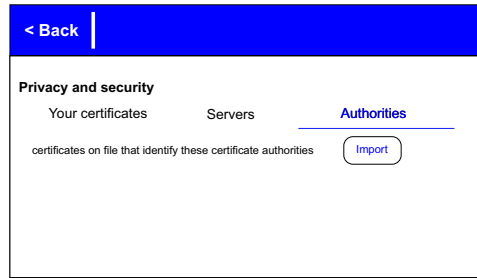 < Back
Privacy and security
Your certificates Servers Authorities
certificates on file that identify these certificate authorities Import